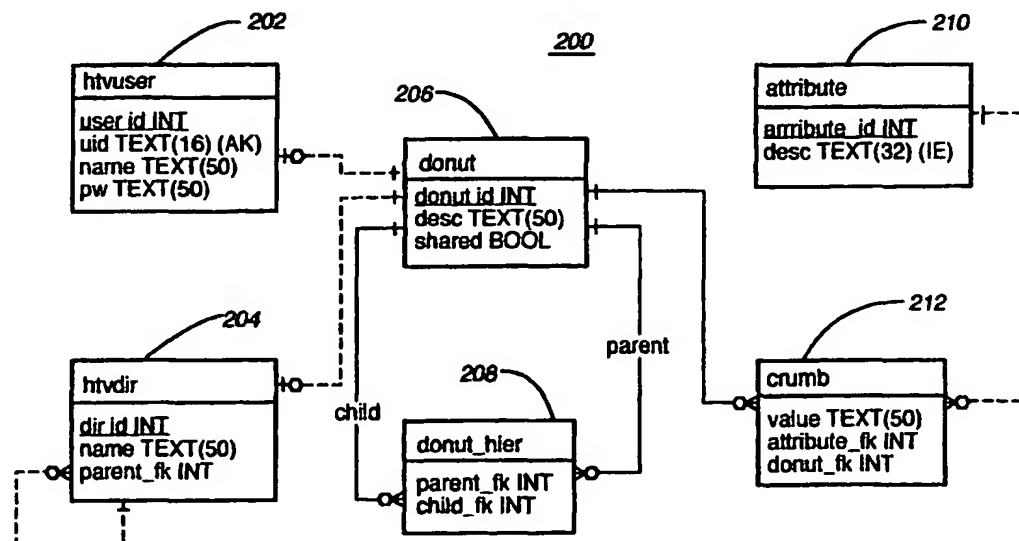 200
202
htvuser
user id INT
uid TEXT(16) (AK)
name TEXT(50)
pw TEXT(50)
206
donut
donut id INT
desc TEXT(50)
shared BOOL
210
attribute
arrribute_id INT
desc TEXT(32) (IE)
204
htvdir
dir id INT
name TEXT(50)
parent_fk INT
child
parent
208
donut_hier
parent_fk INT
child_fk INT
212
crumb
value TEXT(50)
attribute_fk INT
donut_fk INT